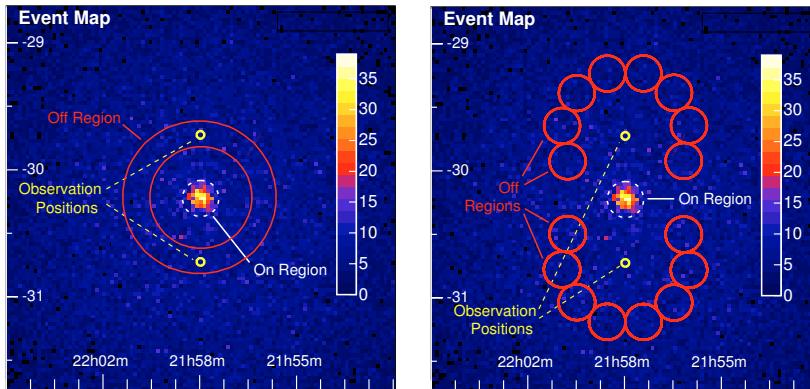 Event Map
-29
-30
-31
Off Region
Observation
Positions
On Region
35
30
25
20
15
10
5
0
22h02m
21h58m
21h55m
Event Map
-29
-30
-31
Off
Regions
On Region
Observation
Positions
35
30
25
20
15
10
5
0
22h02m
21h58m
21h55m